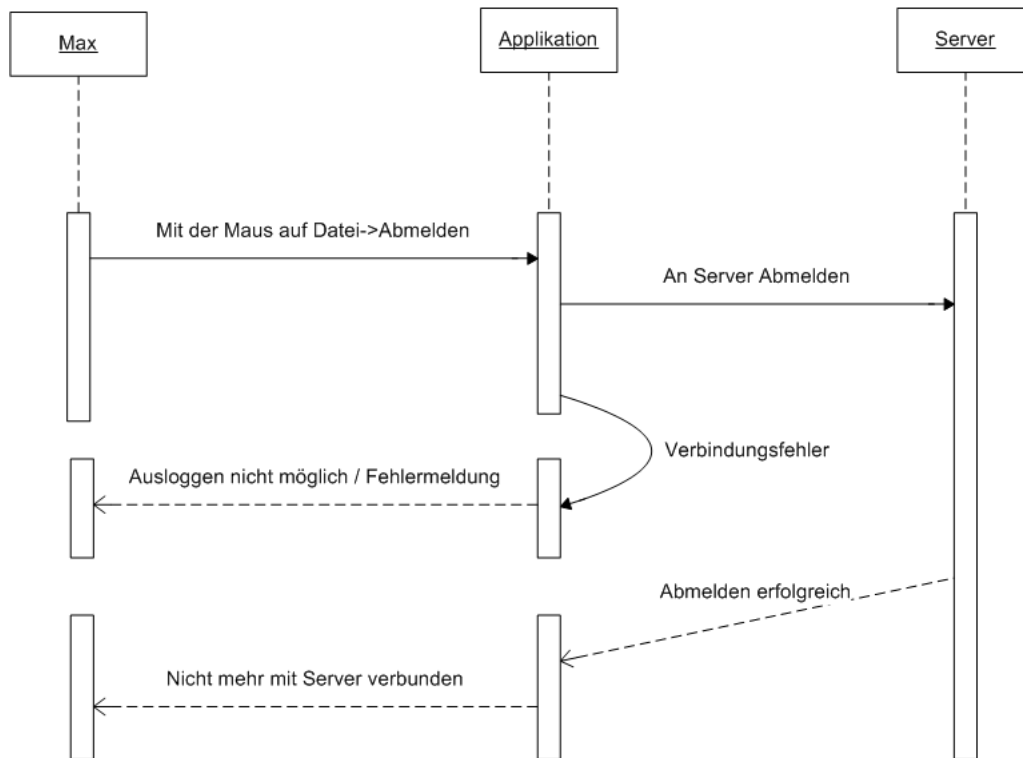 Max
Applikation
Server
Mit der Maus auf Datei->Abmelden
An Server Abmelden
Verbindungsfehler
Ausloggen nicht möglich / Fehlermeldung
Abmelden erfolgreich
Nicht mehr mit Server verbunden